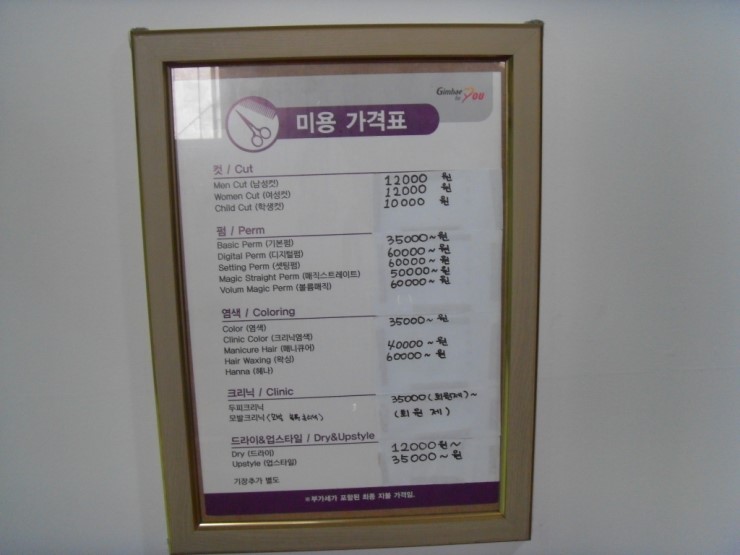 Gimhae
by You
미용 가격표
컷 / Cut
Men Cut (남성컷) 12000 원
Women Cut (여성컷) 12000 원
Child Cut (학생컷) 10000 원
펌 / Perm
Basic Perm (기본펌) 35000~원
Digital Perm (디지털펌) 60000~원
Setting Perm (셋팅펌) 60000~원
Magic Straight Perm (매직스트레이트) 50000~원
Volum Magic Perm (볼륨매직) 60000~원
염색 / Coloring
Color (염색) 35000~원
Clinic Color (크리닉염색)
Manicure Hair (매니큐어) 40000~원
Hair Waxing (왁싱) 60000~원
Hanna (헤나)
크리닉 / Clinic
두피크리닉 35000(회원제)~
모발크리닉 (회원제)
드라이&업스타일 / Dry&Upstyle
Dry (드라이) 12000원~
Upstyle (업스타일) 35000~원
기장추가 별도
※부가세가 포함된 최종 지불 가격임.